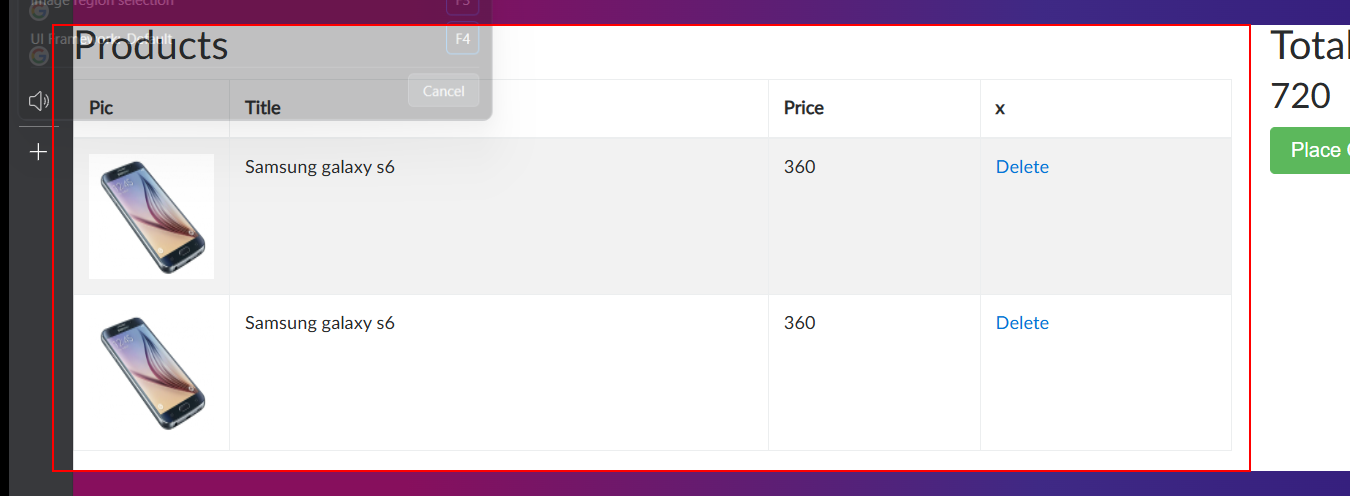 Image region selection
F3
UI Framework: Default
F4
Cancel
Products
Pic Title Price x
Samsung galaxy s6 360 Delete
Samsung galaxy s6 360 Delete
Total
720
Place